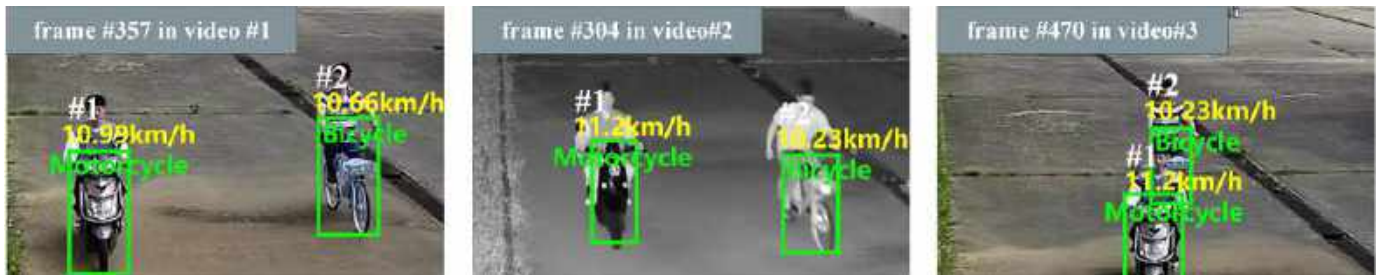 frame #357 in video #1
#2
10.66km/h
Bicycle
#1
10.99km/h
Motorcycle
frame #304 in video#2
#1
11.2km/h
Motorcycle
#2
10.23km/h
Bicycle
frame #470 in video#3
#2
10.23km/h
Bicycle
#1
11.2km/h
Motorcycle